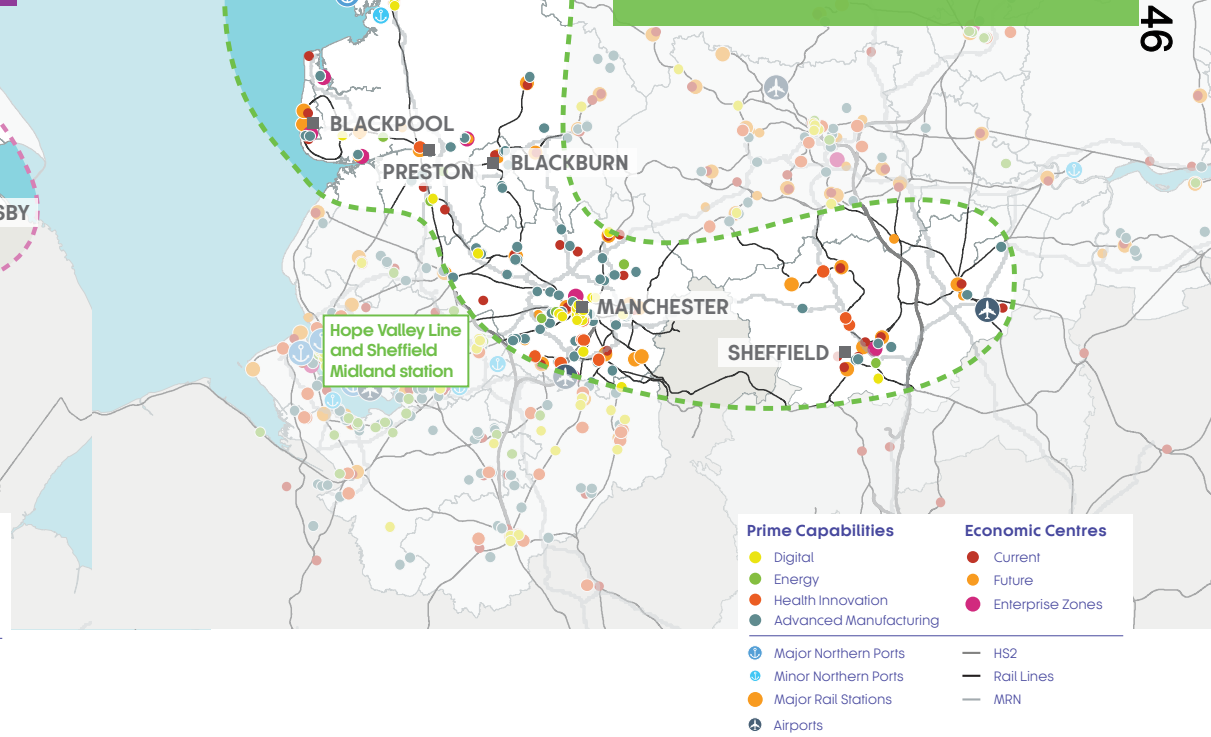 46
BLACKPOOL
PRESTON
BLACKBURN
SBY
MANCHESTER
Hope Valley Line
and Sheffield
Midland station
SHEFFIELD
Prime Capabilities
Digital
Energy
Health Innovation
Advanced Manufacturing
Economic Centres
Current
Future
Enterprise Zones
Major Northern Ports
Minor Northern Ports
Major Rail Stations
Airports
HS2
Rail Lines
MRN